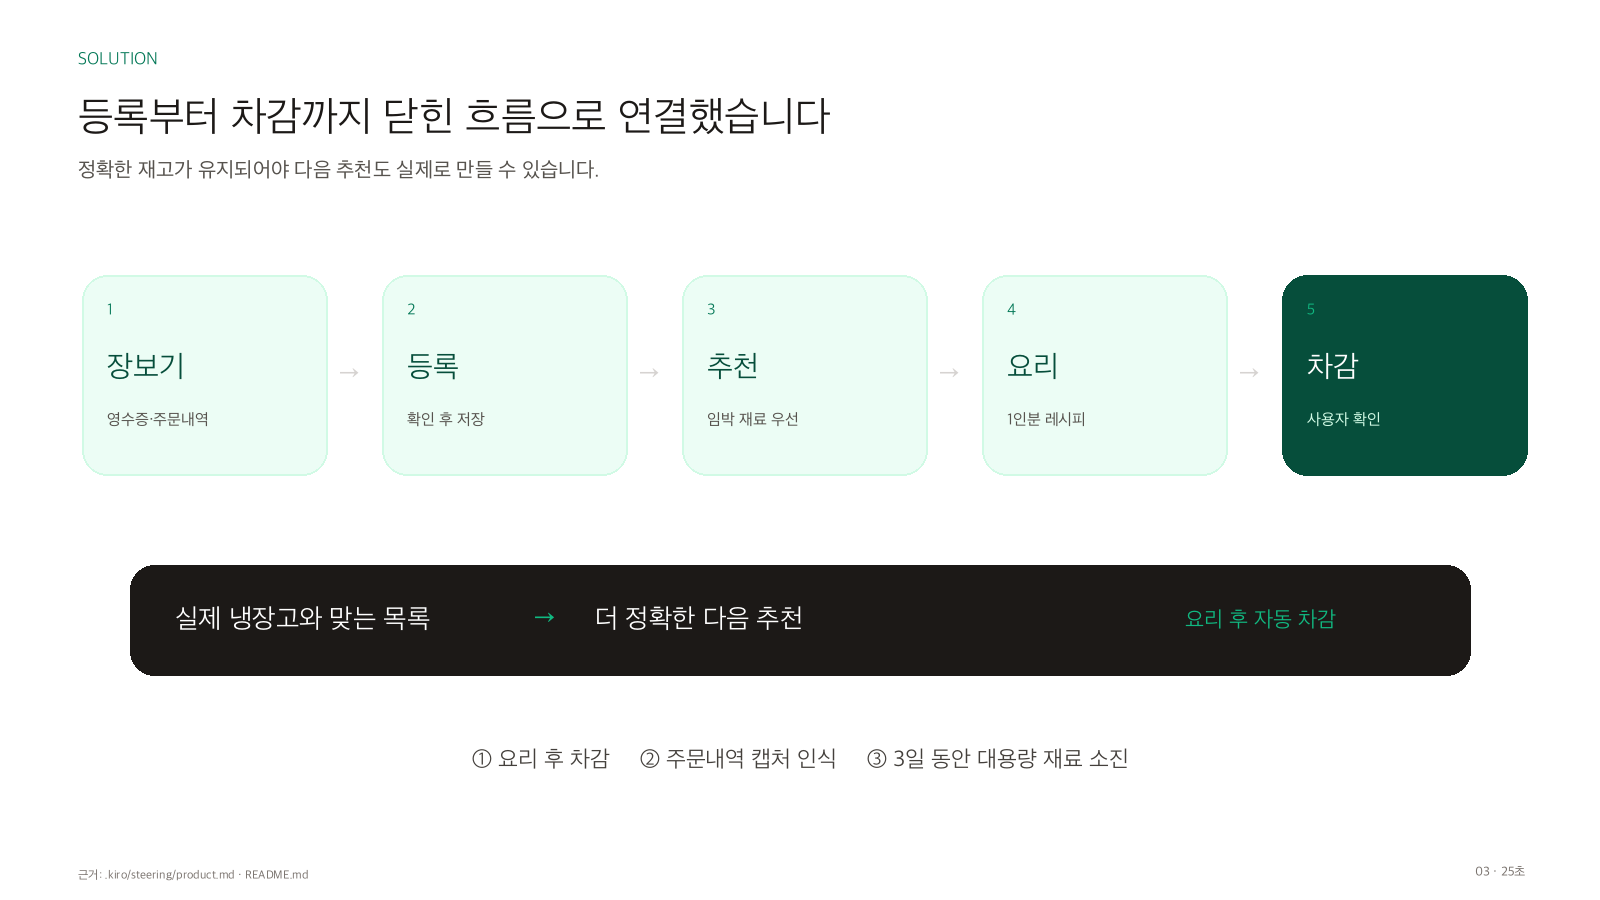 SOLUTION
등록부터 차감까지 닫힌 흐름으로 연결했습니다
정확한 재고가 유지되어야 다음 추천도 실제로 만들 수 있습니다.
1
장보기
영수증·주문내역
→
2
등록
확인 후 저장
→
3
추천
임박 재료 우선
→
4
요리
1인분 레시피
→
5
차감
사용자 확인
실제 냉장고와 맞는 목록 → 더 정확한 다음 추천 요리 후 자동 차감
① 요리 후 차감 ② 주문내역 캡처 인식 ③ 3일 동안 대용량 재료 소진
근거: .kiro/steering/product.md · README.md
03 · 25초